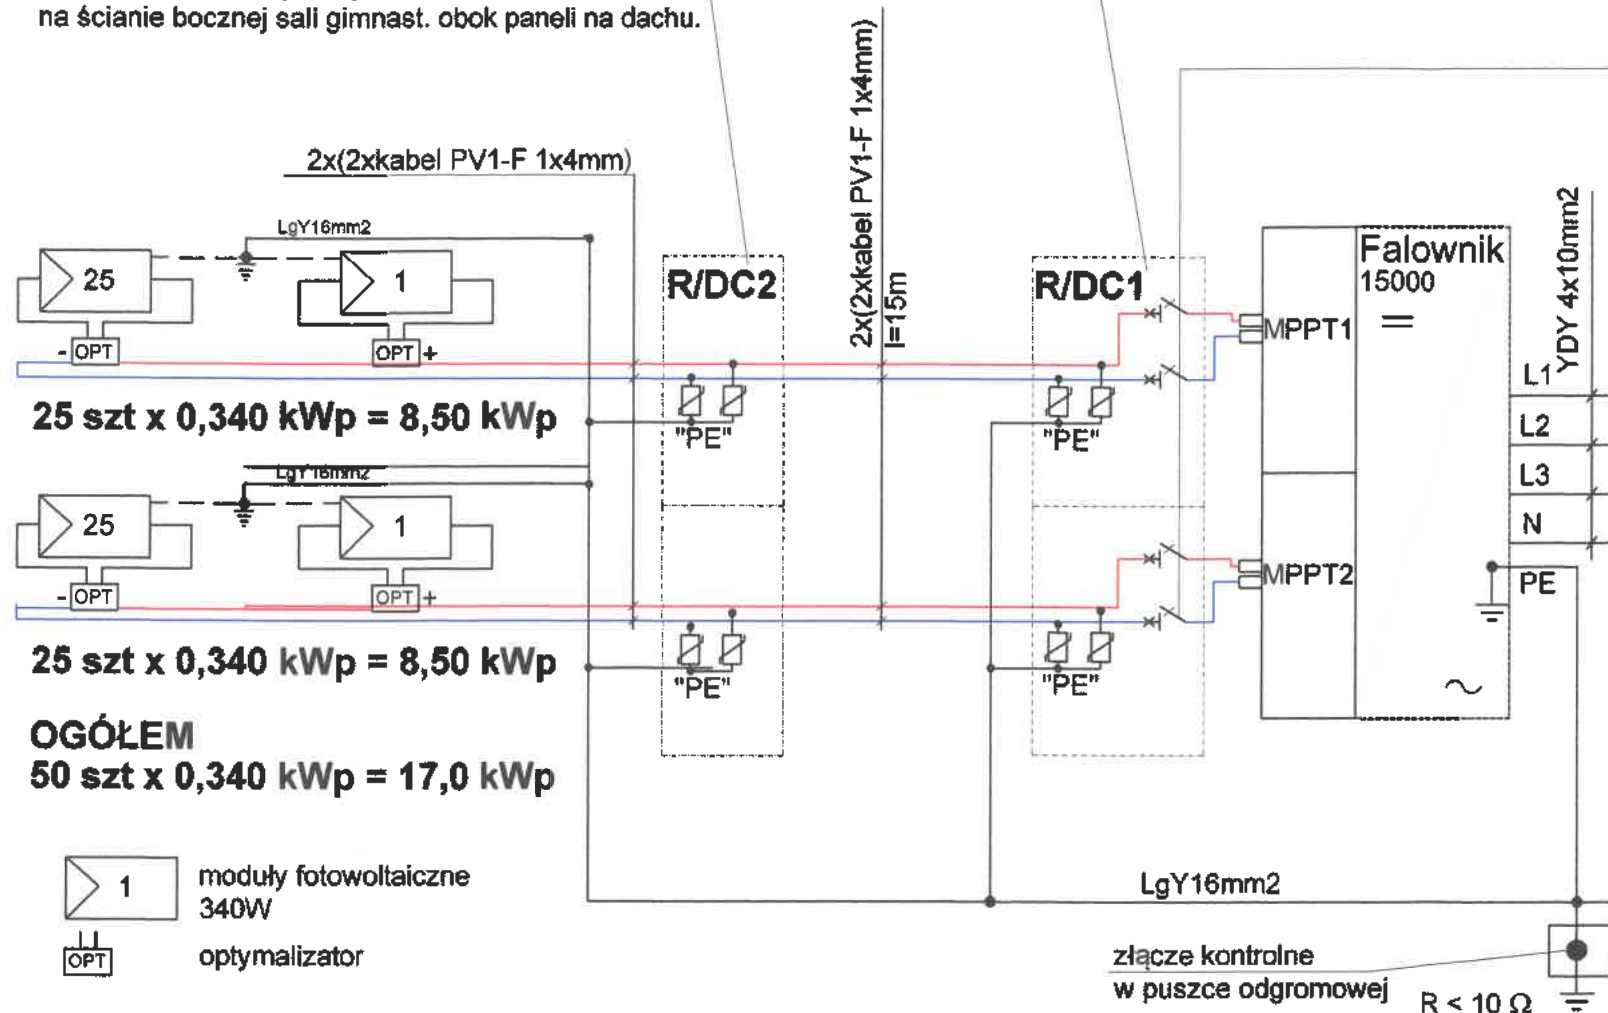 na ścianie bocznej sali gimnast. obok paneli na dachu.
2x(2xkabel PV1-F 1x4mm)
2x(2xkabel PV1-F 1x4mm)
l=15m
LgY16mm2
25
1
R/DC2
R/DC1
Falownik
15000
YDY 4x10mm2
MPPT1
- OPT
OPT +
L1
25 szt x 0,340 kWp = 8,50 kWp
"PE"
"PE"
L2
LgY16mm2
L3
25
1
N
MPPT2
PE
- OPT
OPT +
25 szt x 0,340 kWp = 8,50 kWp
"PE"
"PE"
OGÓŁEM
50 szt x 0,340 kWp = 17,0 kWp
1
moduły fotowoltaiczne
340W
LgY16mm2
OPT
optymalizator
złącze kontrolne
w puszce odgromowej
R < 10 Ω